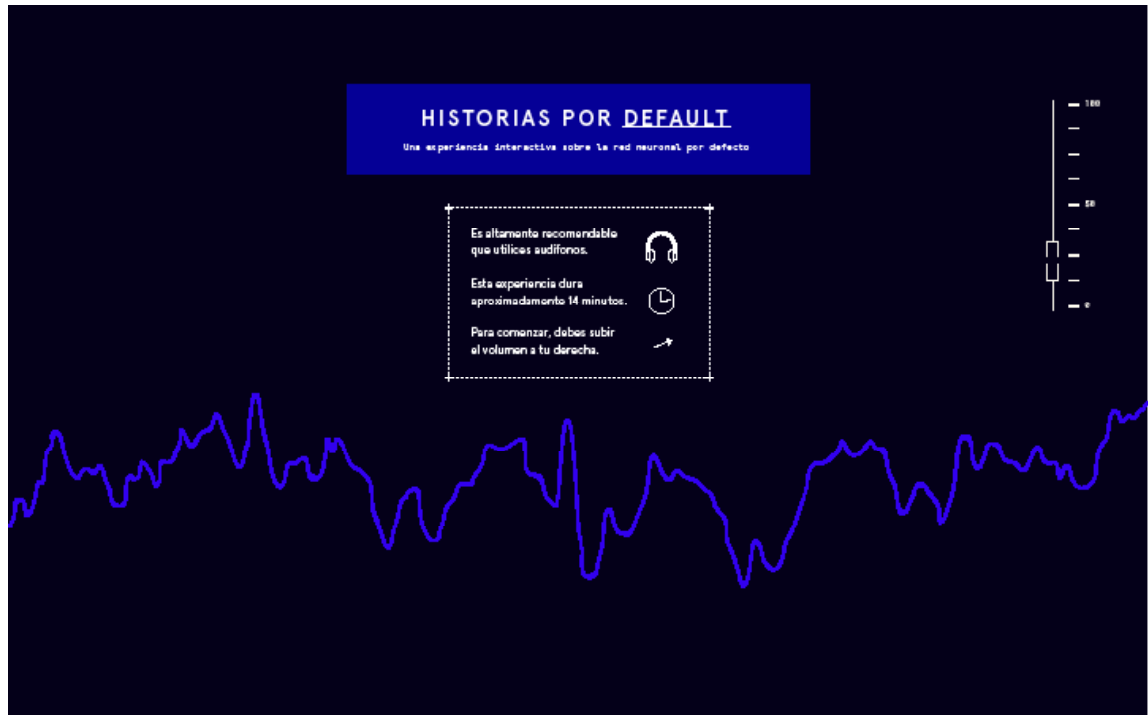 HISTORIAS POR DEFAULT
Una experiencia interactiva sobre la red neuronal por defecto
Es altamente recomendable
que utilices audífonos.
Esta experiencia dura
aproximadamente 14 minutos.
Para comenzar, debes subir
el volumen a tu derecha.
100
50
0